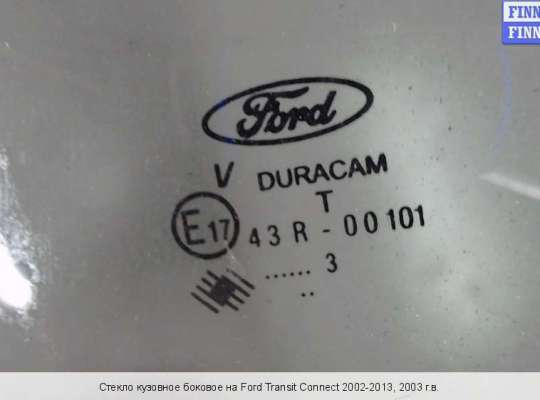 FINN
FINN
Ford
V DURACAM
T
E17 43R-00101
...... 3
..
Стекло кузовное боковое на Ford Transit Connect 2002-2013, 2003 г.в.